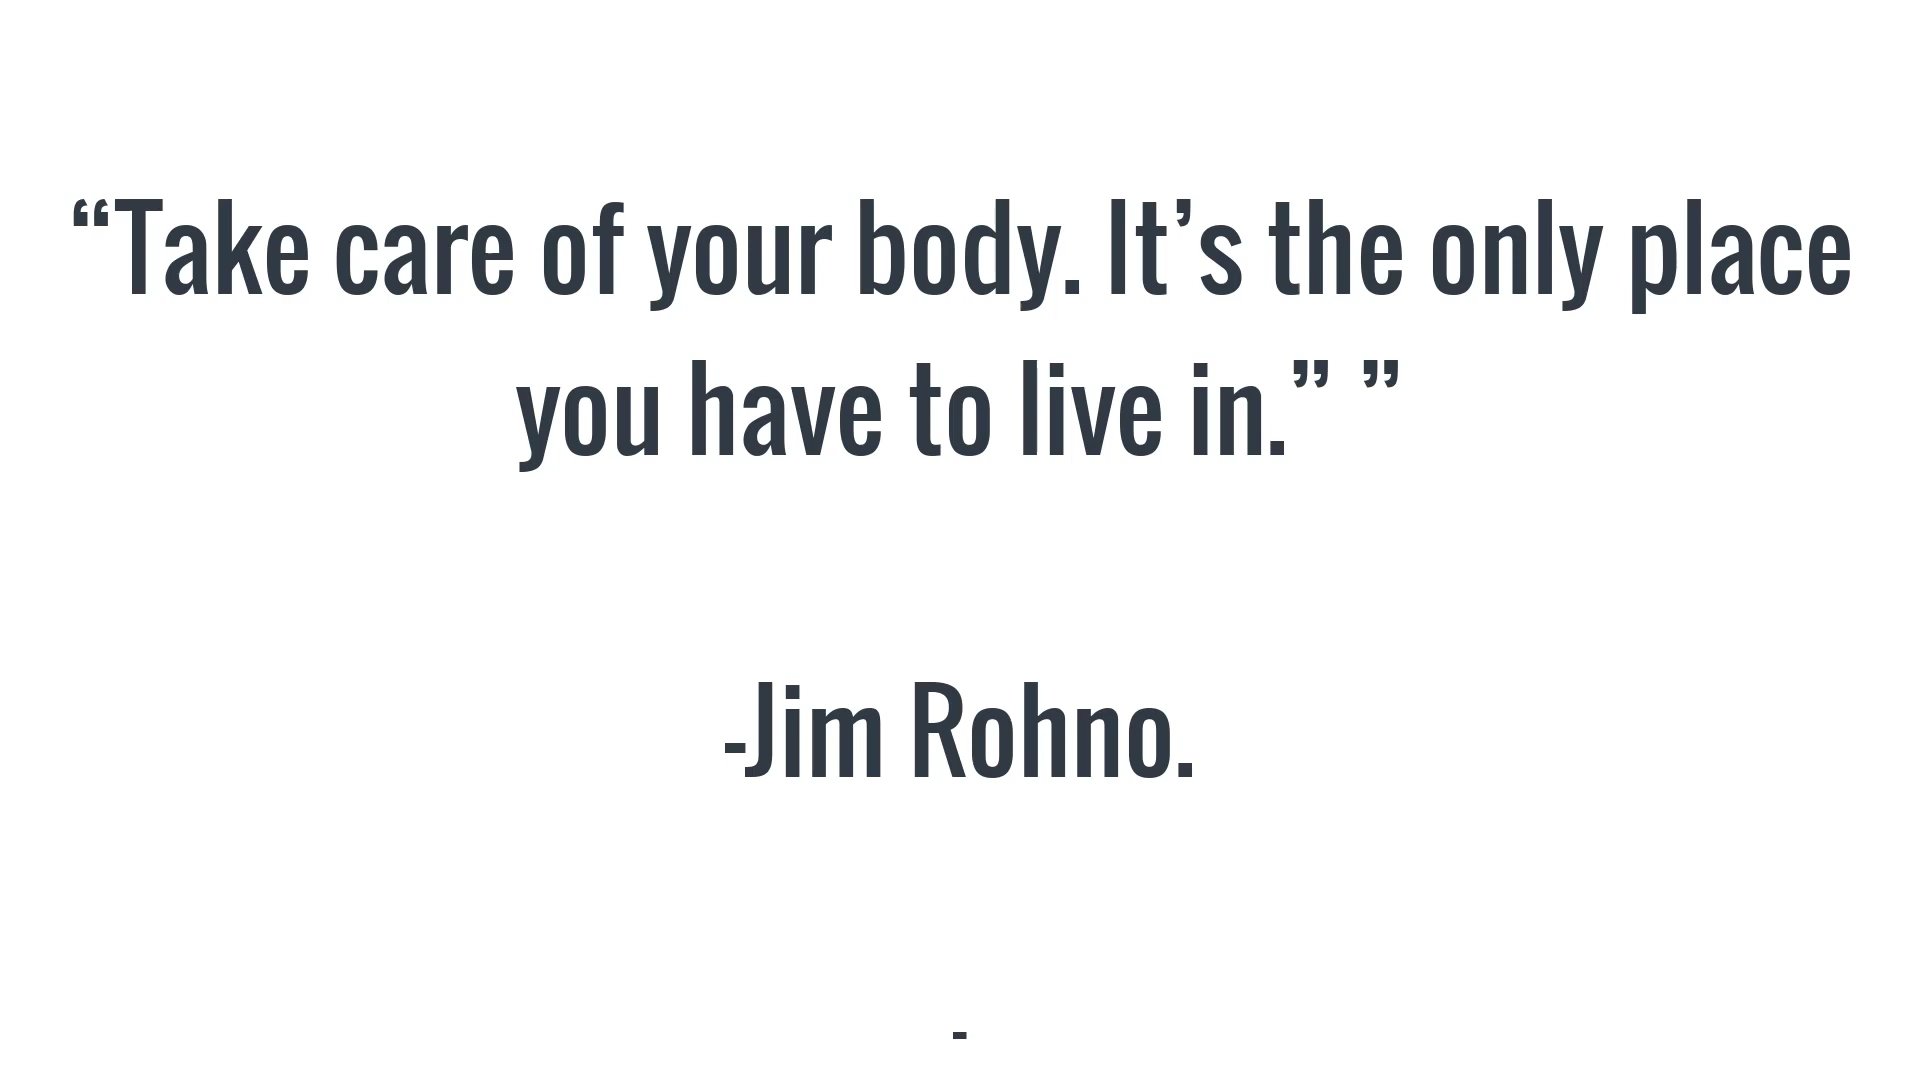 “Take care of your body. It’s the only place
you have to live in.” ”
-Jim Rohno.
-